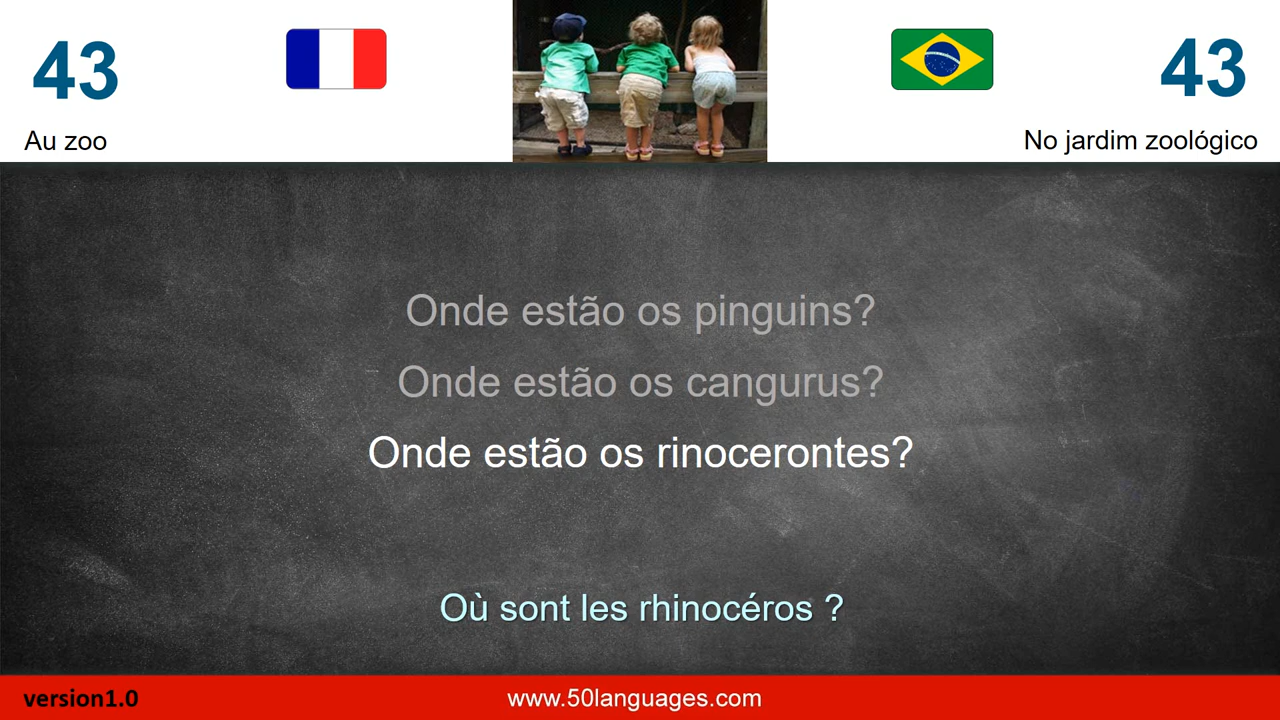 43
43
Au zoo
No jardim zoológico
Onde estão os pinguins?
Onde estão os cangurus?
Onde estão os rinocerontes?
Où sont les rhinocéros ?
version1.0
www.50languages.com